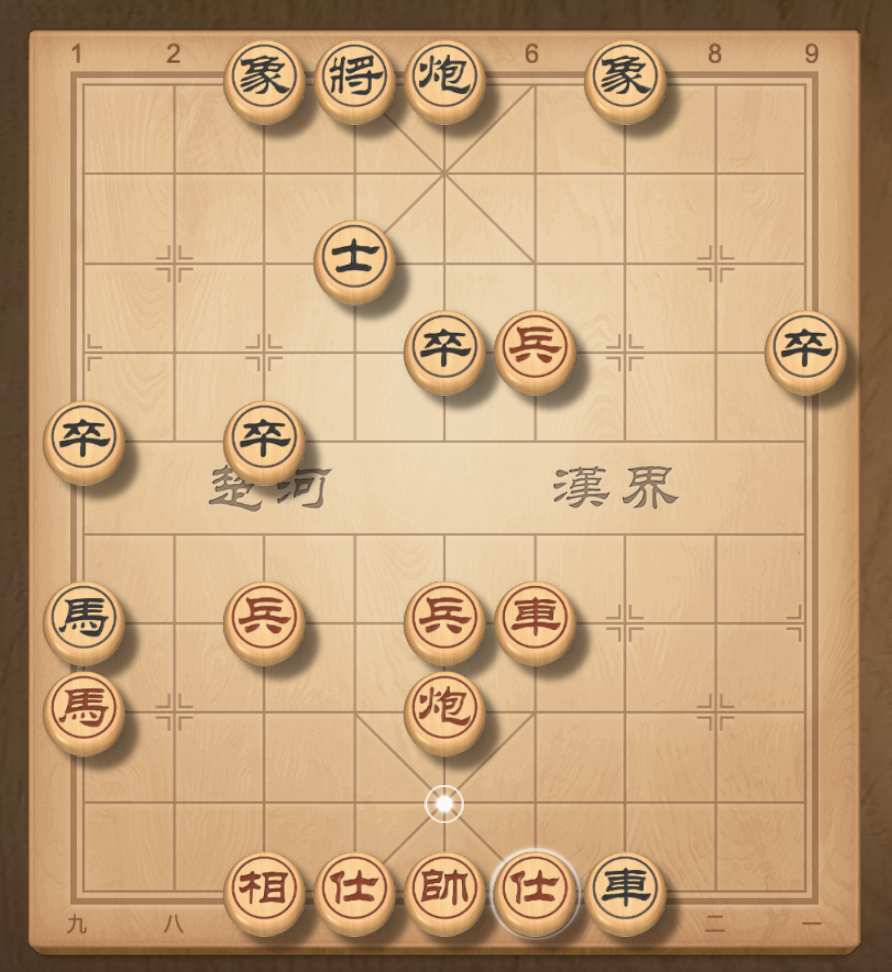 1 2 6 8 9
象 將 炮 象
士
卒 兵 卒
卒 卒
楚河 漢界
馬 兵 兵 車
馬 炮
相 仕 帥 仕 車
九 八 二 一